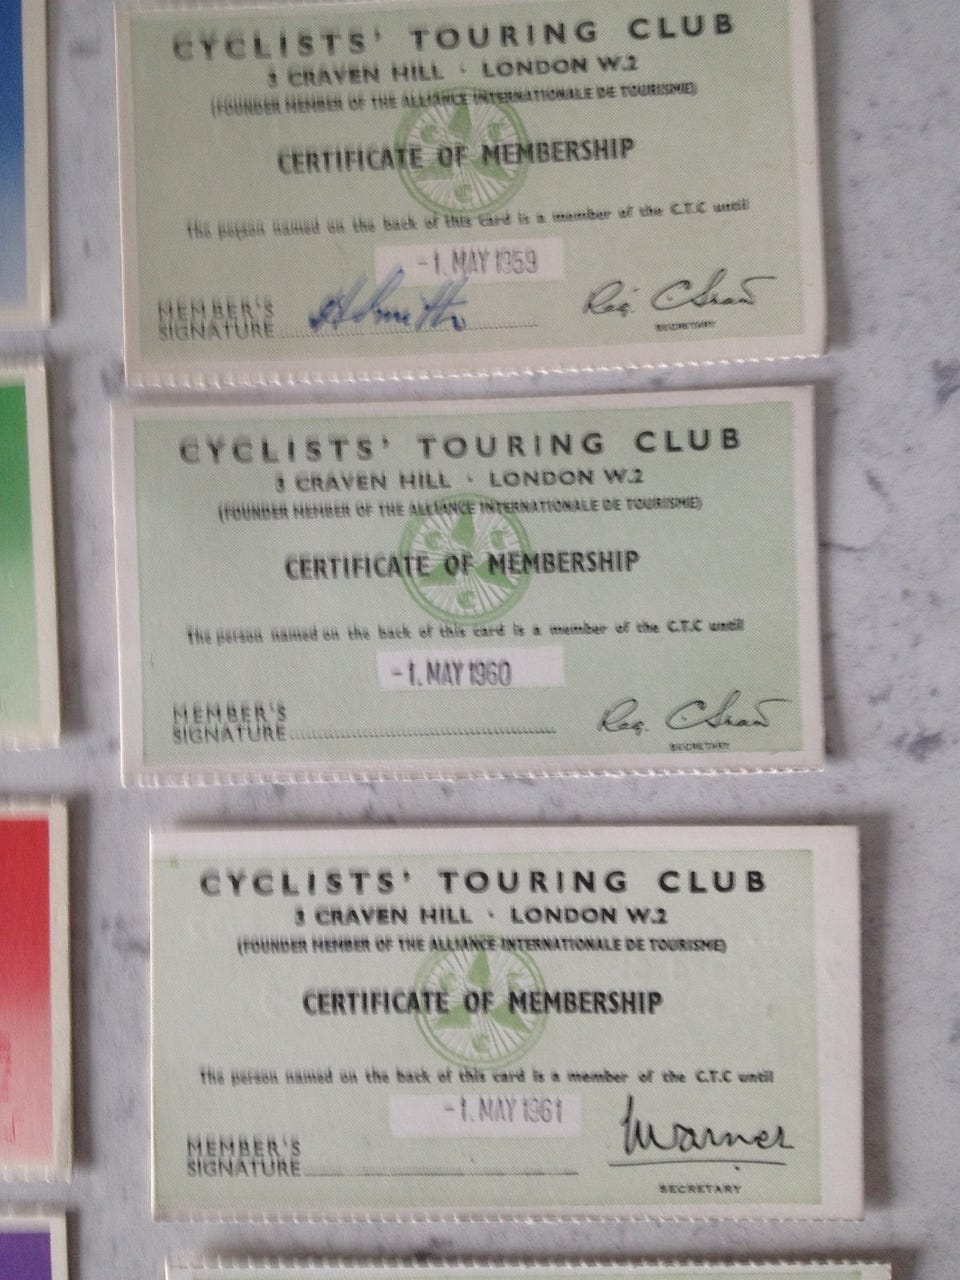 CYCLISTS' TOURING CLUB
3 CRAVEN HILL · LONDON W.2
(FOUNDER MEMBER OF THE ALLIANCE INTERNATIONALE DE TOURISME)
CERTIFICATE OF MEMBERSHIP
The person named on the back of this card is a member of the C.T.C until
-1. MAY 1959
MEMBER'S
SIGNATURE
Smith
Reg. C Shaw
SECRETARY
CYCLISTS' TOURING CLUB
3 CRAVEN HILL · LONDON W.2
(FOUNDER MEMBER OF THE ALLIANCE INTERNATIONALE DE TOURISME)
CERTIFICATE OF MEMBERSHIP
The person named on the back of this card is a member of the C.T.C until
-1. MAY 1960
MEMBER'S
SIGNATURE
Reg. C Shaw
SECRETARY
CYCLISTS' TOURING CLUB
3 CRAVEN HILL · LONDON W.2
(FOUNDER MEMBER OF THE ALLIANCE INTERNATIONALE DE TOURISME)
CERTIFICATE OF MEMBERSHIP
The person named on the back of this card is a member of the C.T.C until
-1. MAY 1961
MEMBER'S
SIGNATURE
Warner
SECRETARY